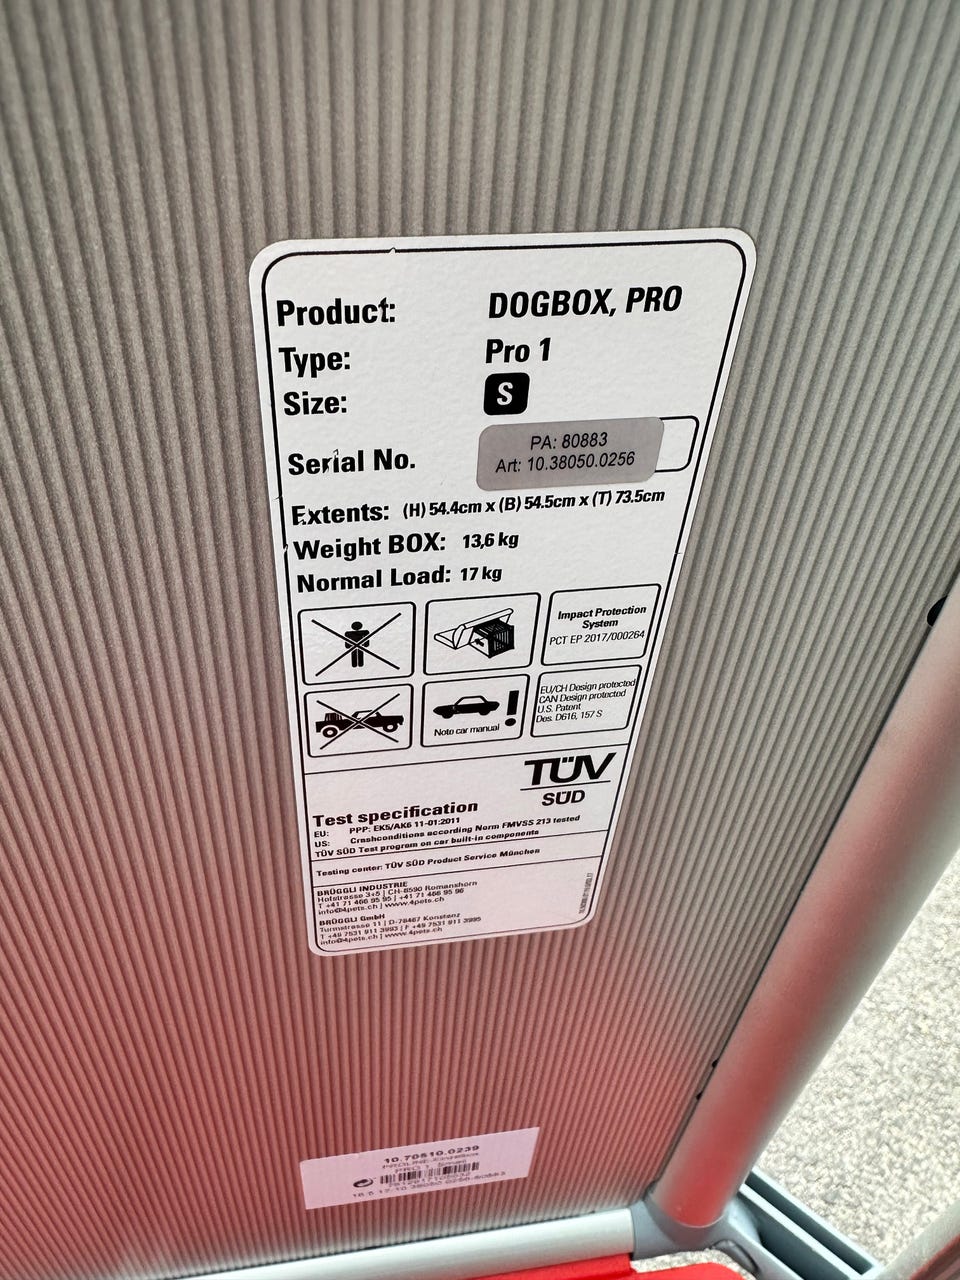 Product: DOGBOX, PRO
Type: Pro 1
Size: S
Serial No. PA: 80883
Art: 10.38050.0256
Extents: (H) 54.4cm x (B) 54.5cm x (T) 73.5cm
Weight BOX: 13,6 kg
Normal Load: 17 kg
Impact Protection
System
PCT EP 2017/000264
Note car manual !
EU/CH Design protected
CAN Design protected
U.S. Patent
Des. D616, 157 S
TÜV
SÜD
Test specification
EU: PPP: EK5/AK6 11-01:2011
US: Crashconditions according Norm FMVSS 213 tested
TÜV SÜD Test program on car built-in components
Testing center: TÜV SÜD Product Service München
BRÜGGLI INDUSTRIE
Hofstrasse 3+5 | CH-8590 Romanshorn
T +41 71 466 95 95 | +41 71 466 95 96
info@4pets.ch | www.4pets.ch
BRÜGGLI GmbH
Turmstrasse 11 | D-78467 Konstanz
T +49 7531 911 3993 | F +49 7531 911 3995
info@4pets.ch | www.4pets.ch
10.70510.0239
PRO 1 Small